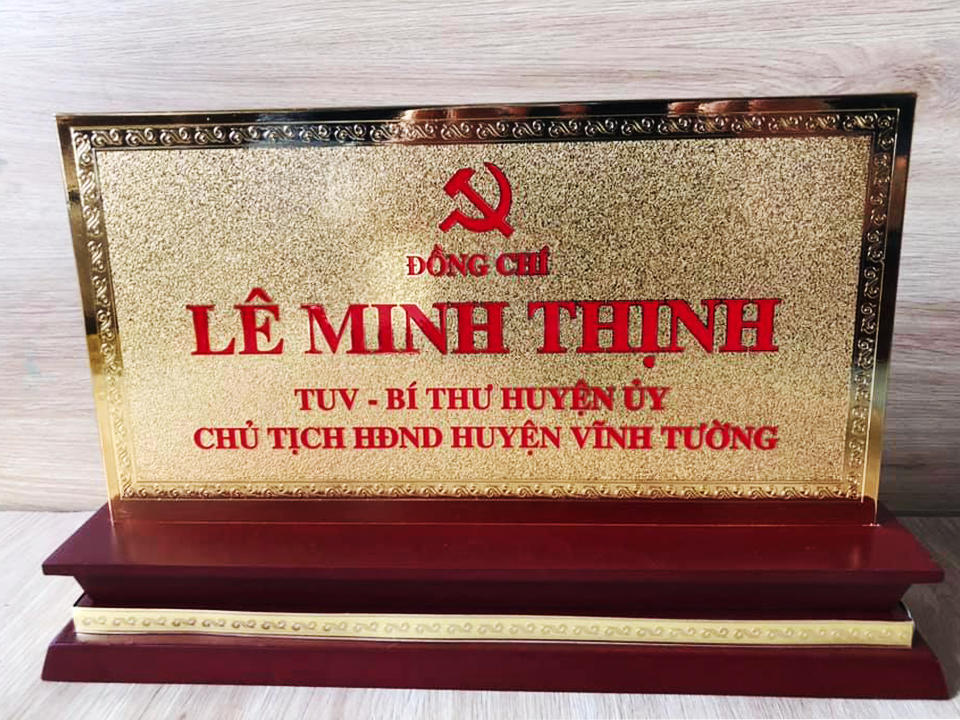 ĐỒNG CHÍ
LÊ MINH THỊNH
TUV - BÍ THƯ HUYỆN ỦY
CHỦ TỊCH HĐND HUYỆN VĨNH TƯỜNG